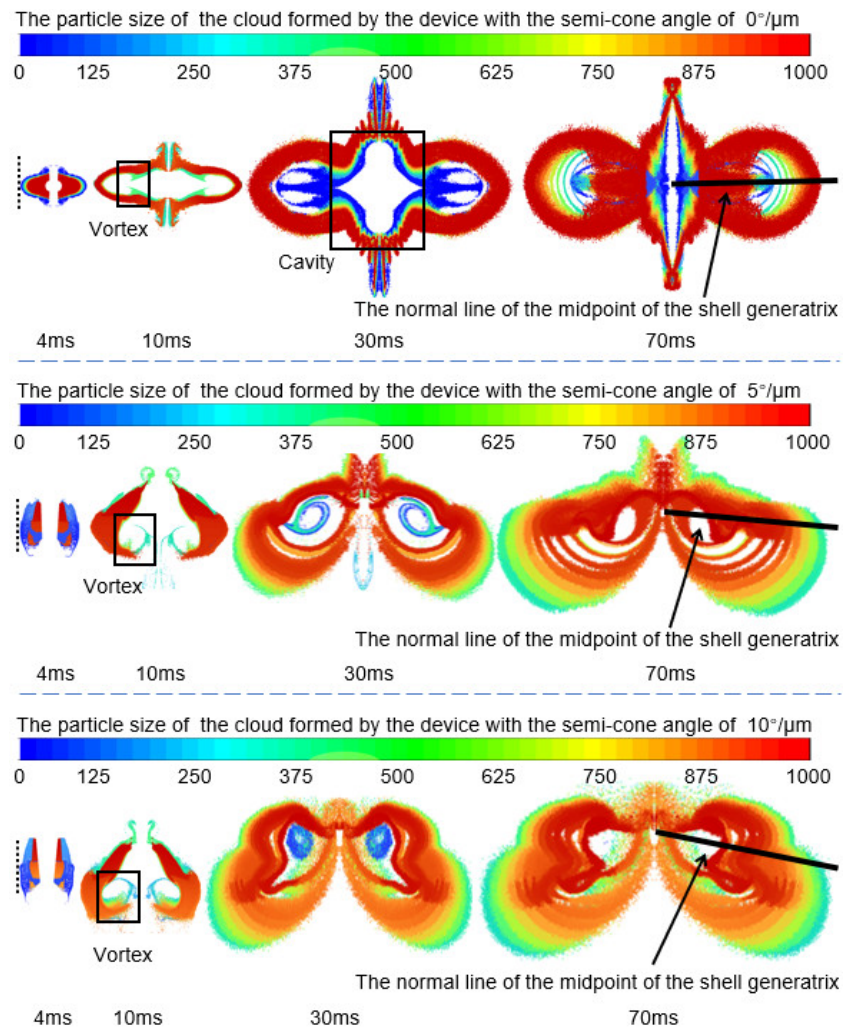 The particle size of the cloud formed by the device with the semi-cone angle of 0°/μm
0 125 250 375 500 625 750 875 1000
Vortex
Cavity
The normal line of the midpoint of the shell generatrix
4ms 10ms 30ms 70ms
The particle size of the cloud formed by the device with the semi-cone angle of 5°/μm
0 125 250 375 500 625 750 875 1000
Vortex
The normal line of the midpoint of the shell generatrix
4ms 10ms 30ms 70ms
The particle size of the cloud formed by the device with the semi-cone angle of 10°/μm
0 125 250 375 500 625 750 875 1000
Vortex
The normal line of the midpoint of the shell generatrix
4ms 10ms 30ms 70ms